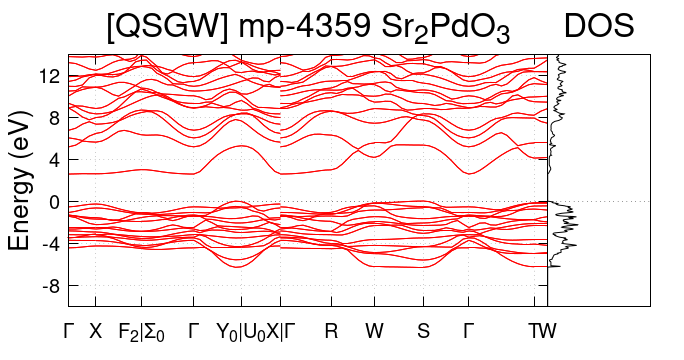 [QSGW] mp-4359 Sr₂PdO₃ DOS
Energy (eV)
12
8
4
0
-4
-8
Γ X F₂|Σ₀ Γ Y₀|U₀X|Γ R W S Γ TW